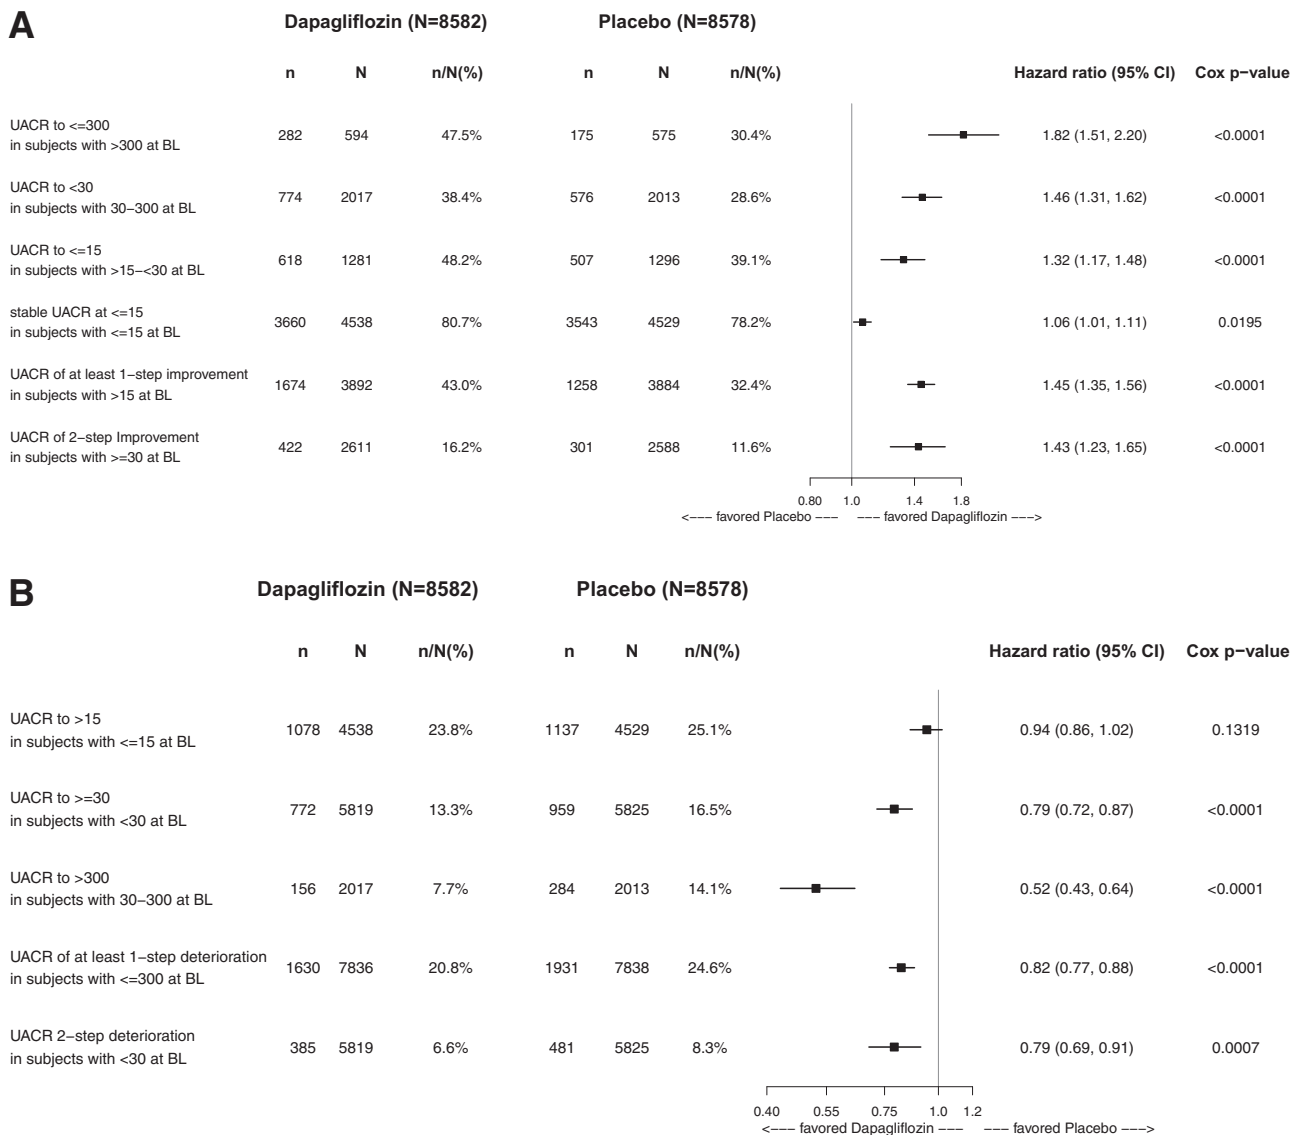 A
Dapagliflozin (N=8582) Placebo (N=8578)
n N n/N(%) n N n/N(%) Hazard ratio (95% CI) Cox p−value
UACR to <=300
in subjects with >300 at BL
282 594 47.5% 175 575 30.4% 1.82 (1.51, 2.20) <0.0001
UACR to <30
in subjects with 30−300 at BL
774 2017 38.4% 576 2013 28.6% 1.46 (1.31, 1.62) <0.0001
UACR to <=15
in subjects with >15−<30 at BL
618 1281 48.2% 507 1296 39.1% 1.32 (1.17, 1.48) <0.0001
stable UACR at <=15
in subjects with <=15 at BL
3660 4538 80.7% 3543 4529 78.2% 1.06 (1.01, 1.11) 0.0195
UACR of at least 1−step improvement
in subjects with >15 at BL
1674 3892 43.0% 1258 3884 32.4% 1.45 (1.35, 1.56) <0.0001
UACR of 2−step Improvement
in subjects with >=30 at BL
422 2611 16.2% 301 2588 11.6% 1.43 (1.23, 1.65) <0.0001
0.80 1.0 1.4 1.8
<−−− favored Placebo −−− −−− favored Dapagliflozin −−−>
B
Dapagliflozin (N=8582) Placebo (N=8578)
n N n/N(%) n N n/N(%) Hazard ratio (95% CI) Cox p−value
UACR to >15
in subjects with <=15 at BL
1078 4538 23.8% 1137 4529 25.1% 0.94 (0.86, 1.02) 0.1319
UACR to >=30
in subjects with <30 at BL
772 5819 13.3% 959 5825 16.5% 0.79 (0.72, 0.87) <0.0001
UACR to >300
in subjects with 30−300 at BL
156 2017 7.7% 284 2013 14.1% 0.52 (0.43, 0.64) <0.0001
UACR of at least 1−step deterioration
in subjects with <=300 at BL
1630 7836 20.8% 1931 7838 24.6% 0.82 (0.77, 0.88) <0.0001
UACR 2−step deterioration
in subjects with <30 at BL
385 5819 6.6% 481 5825 8.3% 0.79 (0.69, 0.91) 0.0007
0.40 0.55 0.75 1.0 1.2
<−−− favored Dapagliflozin −−− −−− favored Placebo −−−>